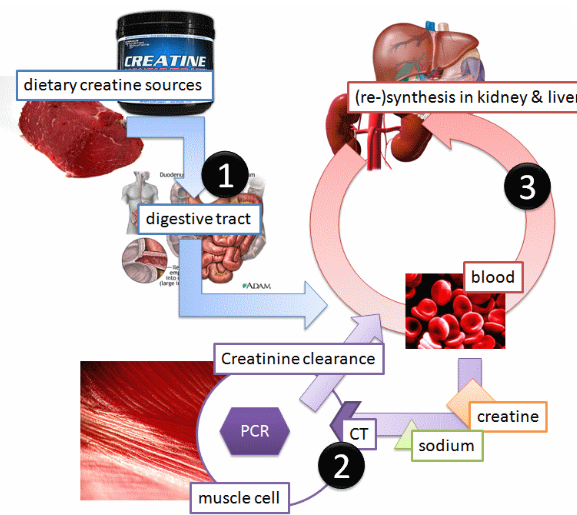 CREATINE
dietary creatine sources
(re-)synthesis in kidney & liver
1
3
digestive tract
©ADAM
blood
Creatinine clearance
PCR
CT
creatine
sodium
2
muscle cell